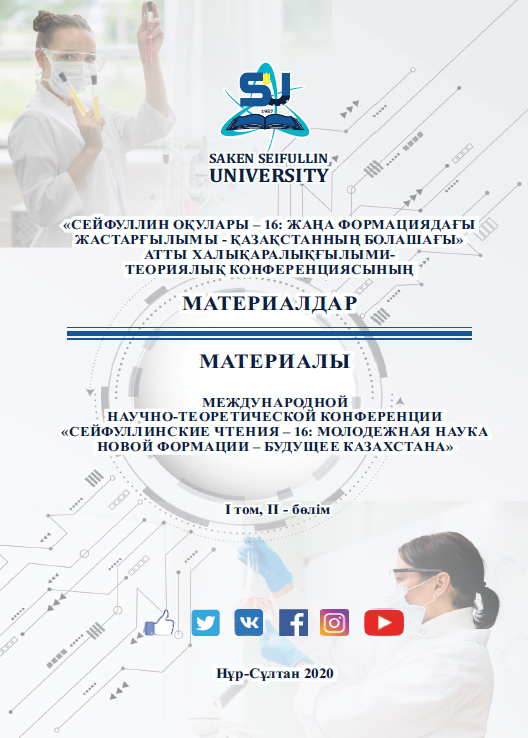 SU
1957
SAKEN SEIFULLIN
UNIVERSITY
«СЕЙФУЛЛИН ОҚУЛАРЫ – 16: ЖАҢА ФОРМАЦИЯДАҒЫ
ЖАСТАРҒЫЛЫМЫ - ҚАЗАҚСТАННЫҢ БОЛАШАҒЫ»
АТТЫ ХАЛЫҚАРАЛЫҚҒЫЛЫМИ-
ТЕОРИЯЛЫҚ КОНФЕРЕНЦИЯСЫНЫҢ
МАТЕРИАЛДАР
МАТЕРИАЛЫ
МЕЖДУНАРОДНОЙ
НАУЧНО-ТЕОРЕТИЧЕСКОЙ КОНФЕРЕНЦИИ
«СЕЙФУЛЛИНСКИЕ ЧТЕНИЯ – 16: МОЛОДЕЖНАЯ НАУКА
НОВОЙ ФОРМАЦИИ – БУДУЩЕЕ КАЗАХСТАНА»
I том, II - бөлім
Нұр-Сұлтан 2020